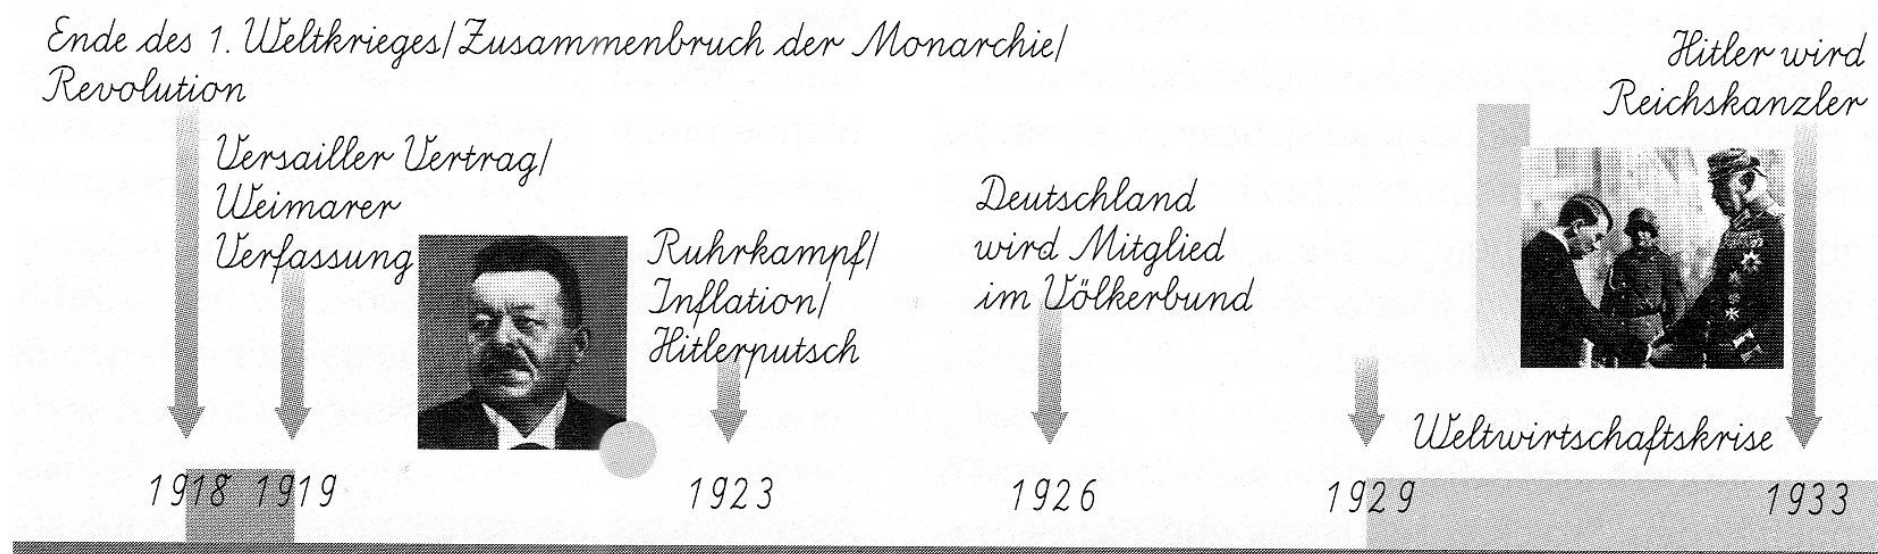 Ende des 1. Weltkrieges/Zusammenbruch der Monarchie/
Revolution
Versailler Vertrag/
Weimarer
Verfassung
Ruhrkampf/
Inflation/
Hitlerputsch
Deutschland
wird Mitglied
im Völkerbund
Hitler wird
Reichskanzler
Weltwirtschaftskrise
1918 1919 1923 1926 1929 1933